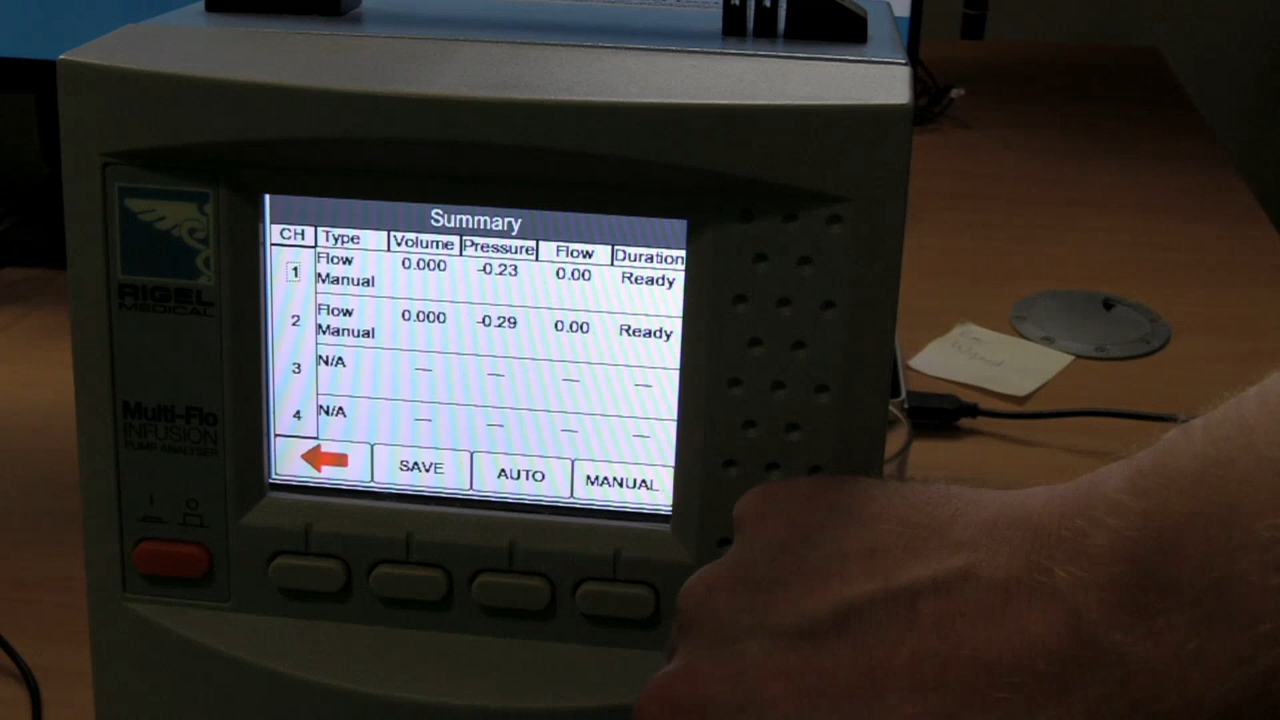 Summary
CH Type Volume Pressure Flow Duration
1 Flow Manual 0.000 -0.23 0.00 Ready
2 Flow Manual 0.000 -0.29 0.00 Ready
3 N/A — — — —
4 N/A — — — —
SAVE AUTO MANUAL
RIGEL
MEDICAL
Multi-Flo
INFUSION
PUMP ANALYSER